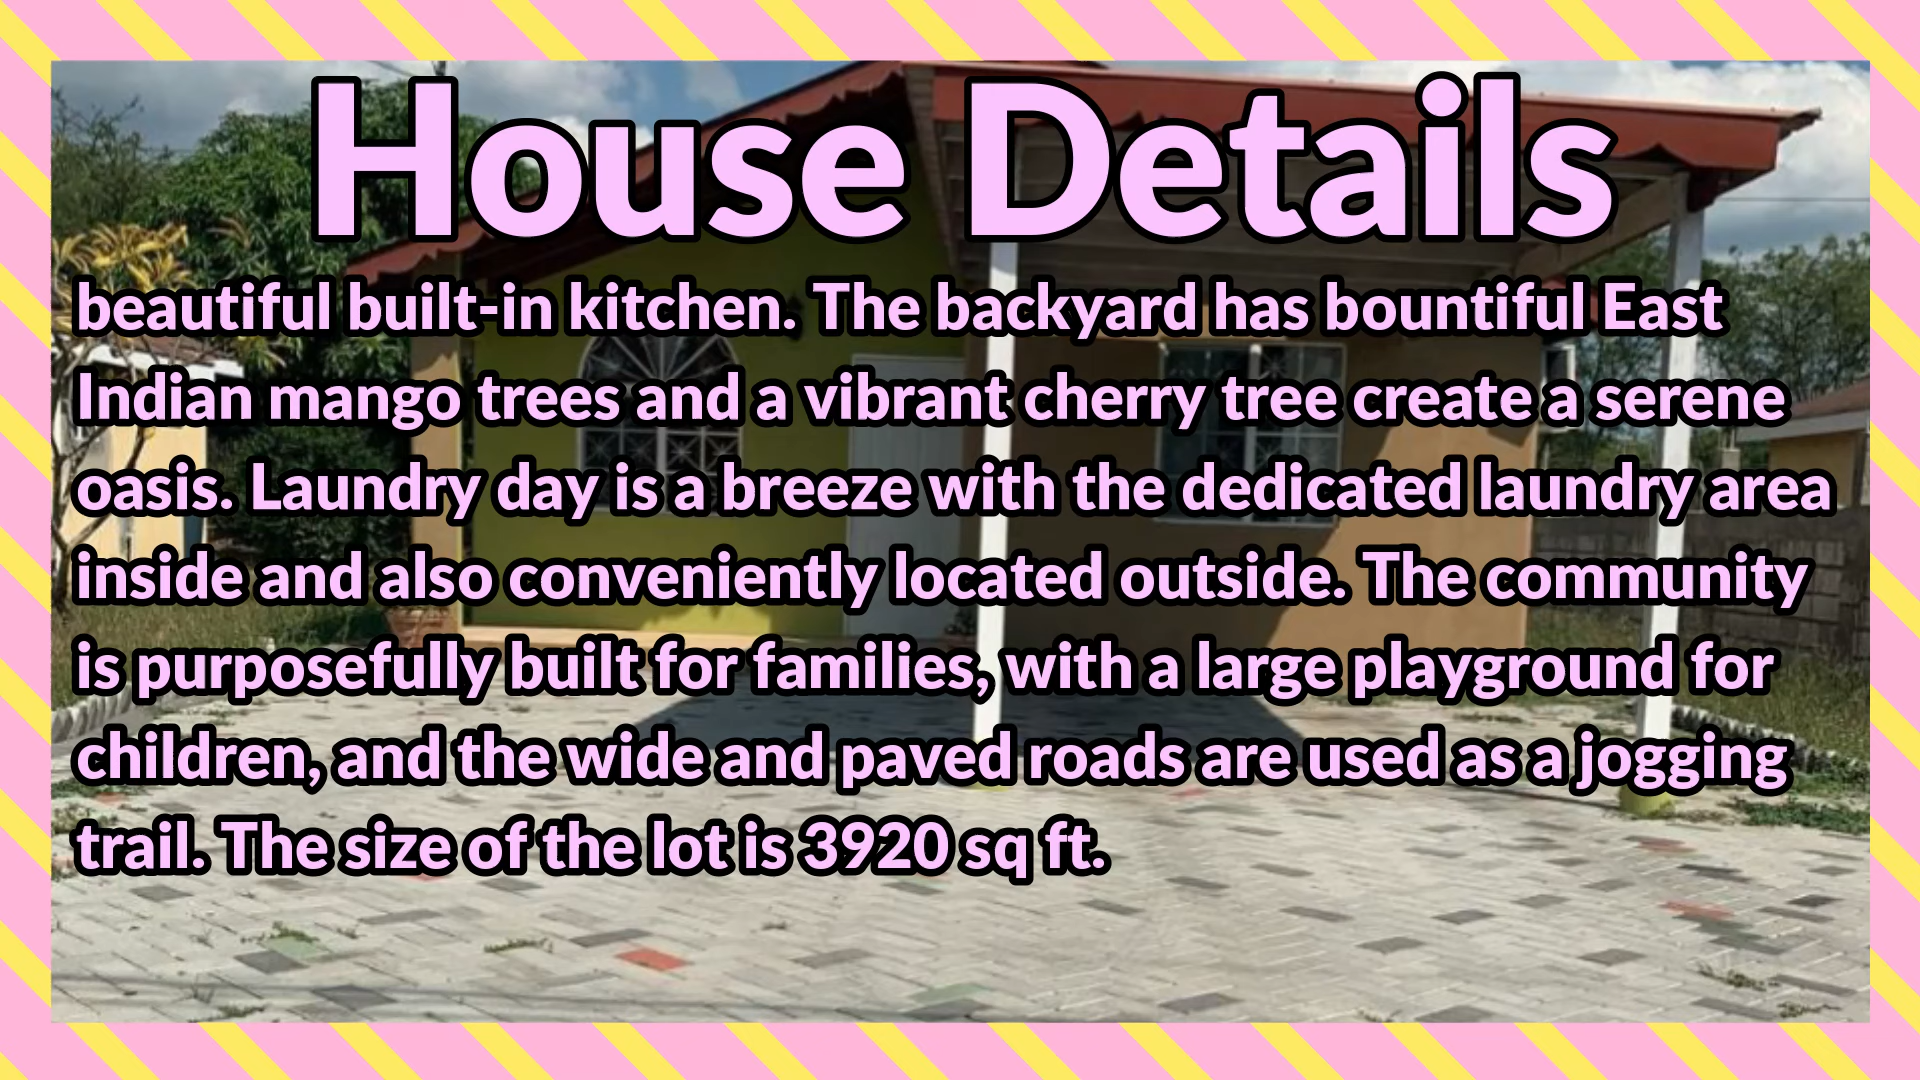 House Details
beautiful built-in kitchen. The backyard has bountiful East
Indian mango trees and a vibrant cherry tree create a serene
oasis. Laundry day is a breeze with the dedicated laundry area
inside and also conveniently located outside. The community
is purposefully built for families, with a large playground for
children, and the wide and paved roads are used as a jogging
trail. The size of the lot is 3920 sq ft.